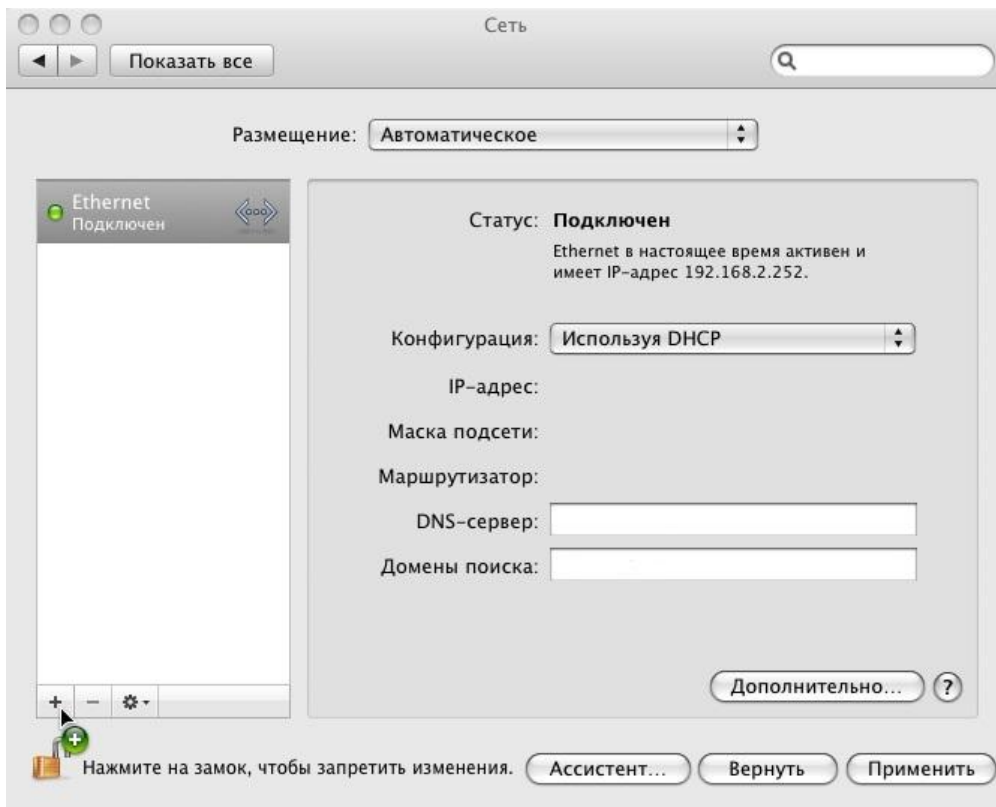 Сеть
Показать все
Размещение: Автоматическое
Ethernet
Подключен
Статус: Подключен
Ethernet в настоящее время активен и
имеет IP-адрес 192.168.2.252.
Конфигурация: Используя DHCP
IP-адрес:
Маска подсети:
Маршрутизатор:
DNS-сервер:
Домены поиска:
Дополнительно... ?
Нажмите на замок, чтобы запретить изменения. Ассистент... Вернуть Применить